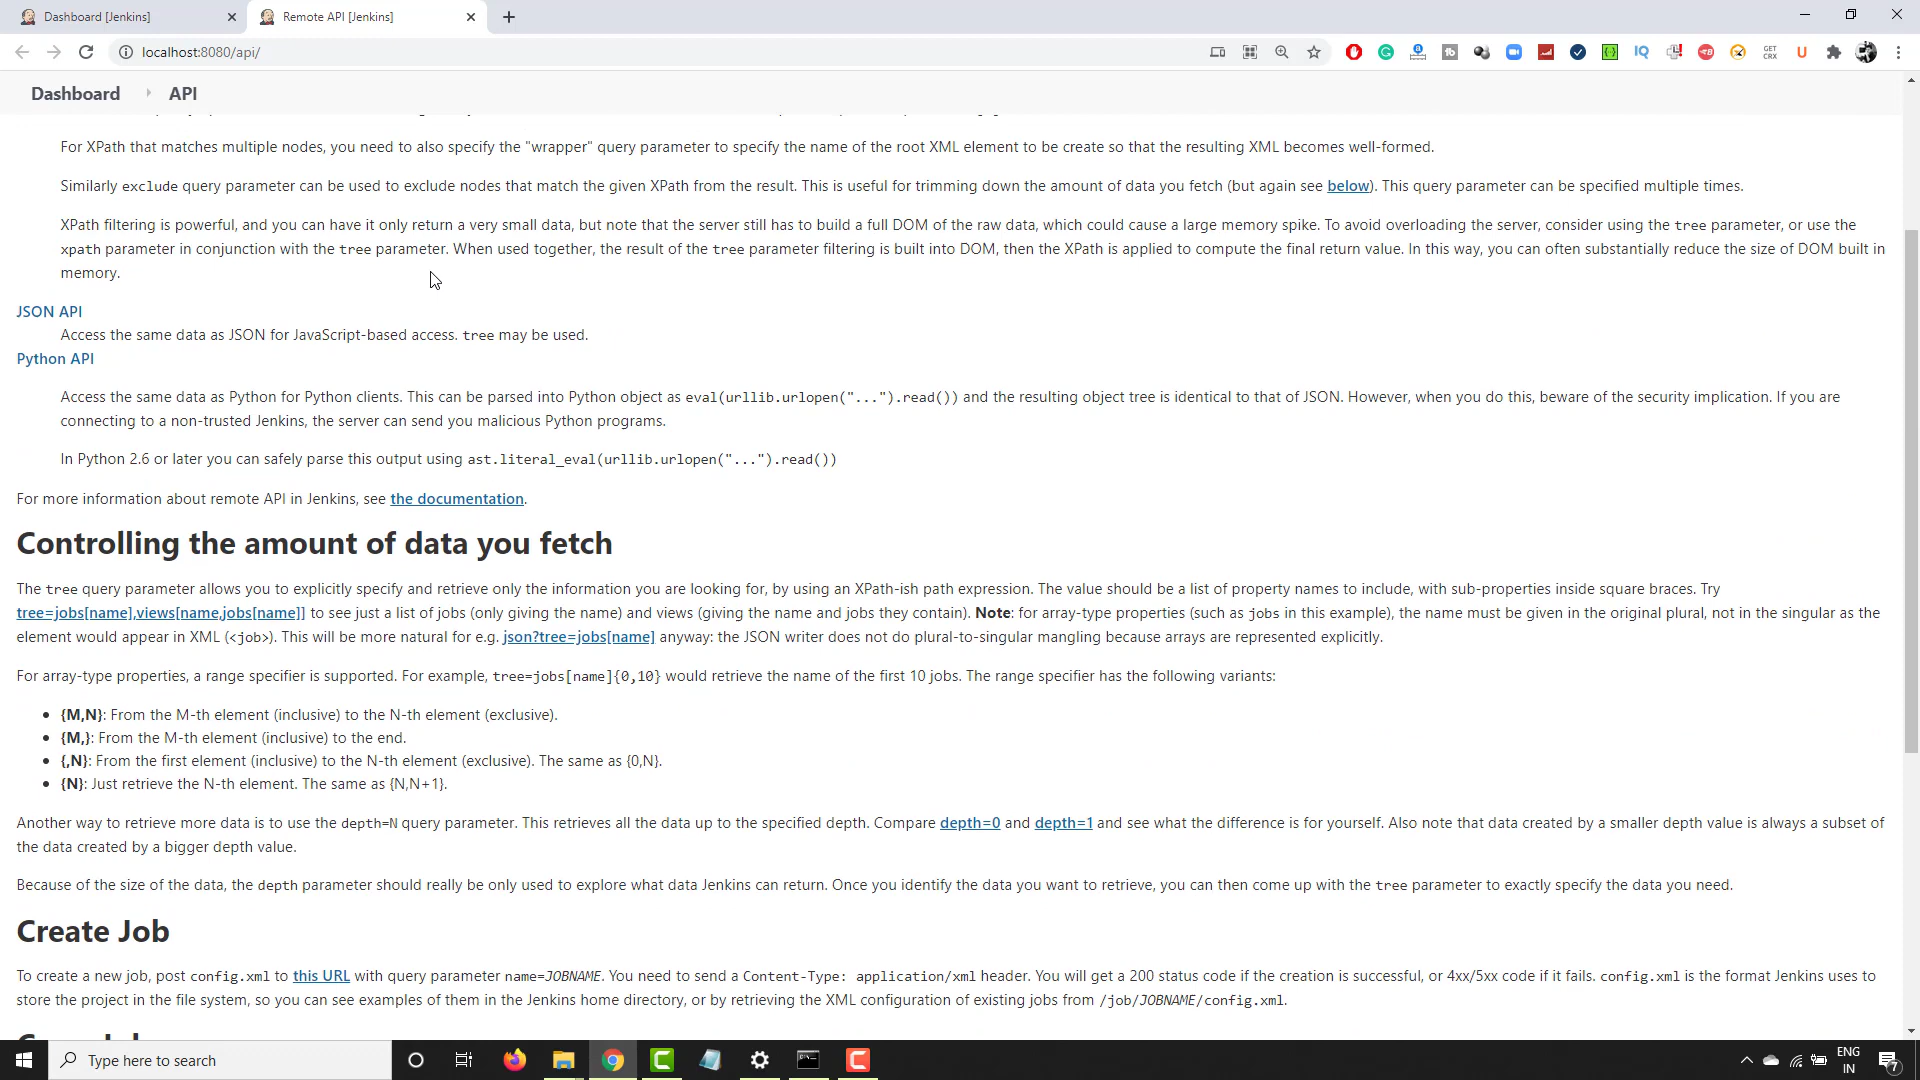 Dashboard [Jenkins]
Remote API [Jenkins]
localhost:8080/api/
GET
CRX
Dashboard
API
For XPath that matches multiple nodes, you need to also specify the "wrapper" query parameter to specify the name of the root XML element to be create so that the resulting XML becomes well-formed.
Similarly exclude query parameter can be used to exclude nodes that match the given XPath from the result. This is useful for trimming down the amount of data you fetch (but again see below). This query parameter can be specified multiple times.
XPath filtering is powerful, and you can have it only return a very small data, but note that the server still has to build a full DOM of the raw data, which could cause a large memory spike. To avoid overloading the server, consider using the tree parameter, or use the
xpath parameter in conjunction with the tree parameter. When used together, the result of the tree parameter filtering is built into DOM, then the XPath is applied to compute the final return value. In this way, you can often substantially reduce the size of DOM built in
memory.
JSON API
Access the same data as JSON for JavaScript-based access. tree may be used.
Python API
Access the same data as Python for Python clients. This can be parsed into Python object as eval(urllib.urlopen("...").read()) and the resulting object tree is identical to that of JSON. However, when you do this, beware of the security implication. If you are
connecting to a non-trusted Jenkins, the server can send you malicious Python programs.
In Python 2.6 or later you can safely parse this output using ast.literal_eval(urllib.urlopen("...").read())
For more information about remote API in Jenkins, see the documentation.
Controlling the amount of data you fetch
The tree query parameter allows you to explicitly specify and retrieve only the information you are looking for, by using an XPath-ish path expression. The value should be a list of property names to include, with sub-properties inside square braces. Try
tree=jobs[name],views[name,jobs[name]] to see just a list of jobs (only giving the name) and views (giving the name and jobs they contain). Note: for array-type properties (such as jobs in this example), the name must be given in the original plural, not in the singular as the
element would appear in XML (<job>). This will be more natural for e.g. json?tree=jobs[name] anyway: the JSON writer does not do plural-to-singular mangling because arrays are represented explicitly.
For array-type properties, a range specifier is supported. For example, tree=jobs[name]{0,10} would retrieve the name of the first 10 jobs. The range specifier has the following variants:
• {M,N}: From the M-th element (inclusive) to the N-th element (exclusive).
• {M,}: From the M-th element (inclusive) to the end.
• {,N}: From the first element (inclusive) to the N-th element (exclusive). The same as {0,N}.
• {N}: Just retrieve the N-th element. The same as {N,N+1}.
Another way to retrieve more data is to use the depth=N query parameter. This retrieves all the data up to the specified depth. Compare depth=0 and depth=1 and see what the difference is for yourself. Also note that data created by a smaller depth value is always a subset of
the data created by a bigger depth value.
Because of the size of the data, the depth parameter should really be only used to explore what data Jenkins can return. Once you identify the data you want to retrieve, you can then come up with the tree parameter to exactly specify the data you need.
Create Job
To create a new job, post config.xml to this URL with query parameter name=JOBNAME. You need to send a Content-Type: application/xml header. You will get a 200 status code if the creation is successful, or 4xx/5xx code if it fails. config.xml is the format Jenkins uses to
store the project in the file system, so you can see examples of them in the Jenkins home directory, or by retrieving the XML configuration of existing jobs from /job/JOBNAME/config.xml.
Type here to search
ENG
IN
7